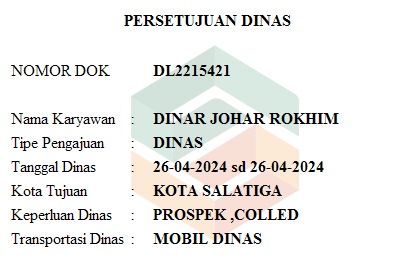 PERSETUJUAN DINAS
NOMOR DOK DL2215421
Nama Karyawan : DINAR JOHAR ROKHIM
Tipe Pengajuan : DINAS
Tanggal Dinas : 26-04-2024 sd 26-04-2024
Kota Tujuan : KOTA SALATIGA
Keperluan Dinas : PROSPEK ,COLLED
Transportasi Dinas : MOBIL DINAS